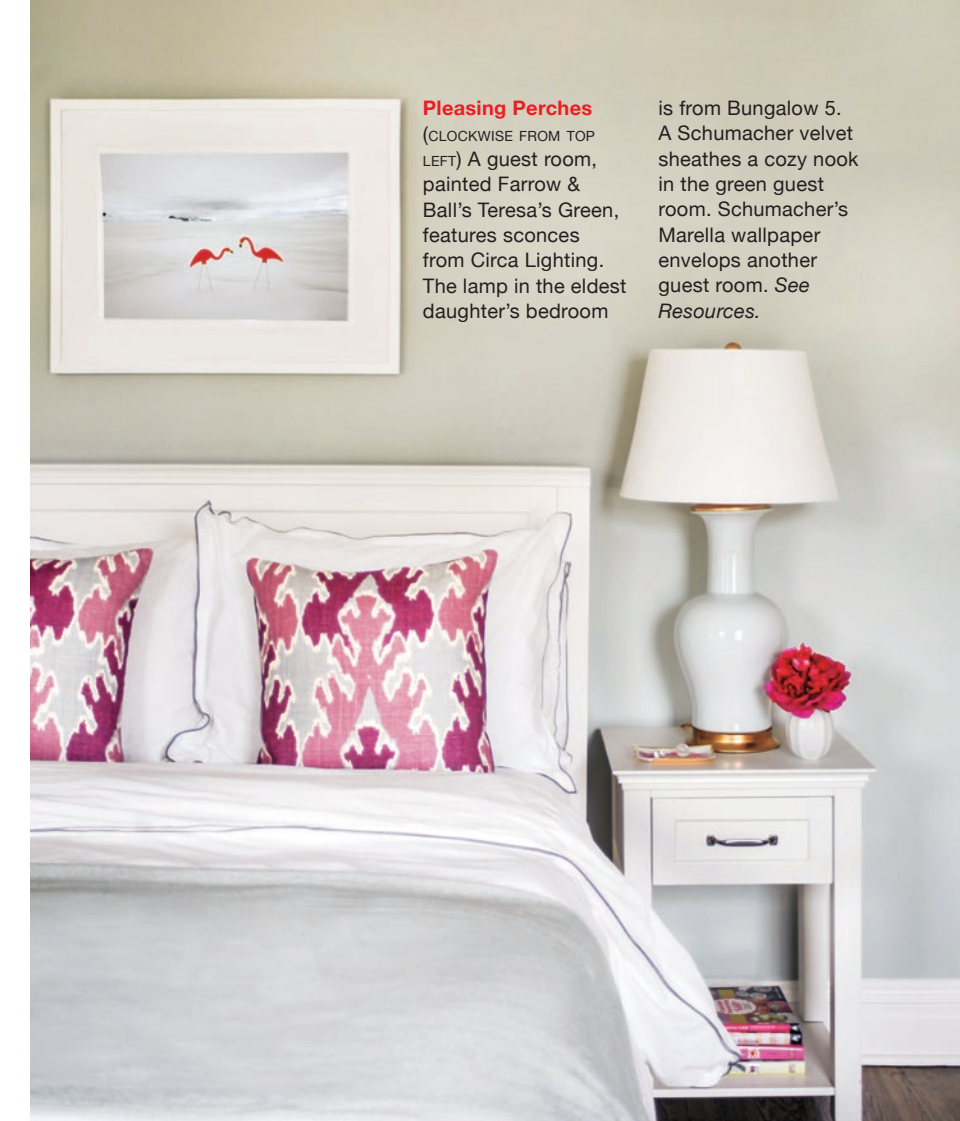 Pleasing Perches
(CLOCKWISE FROM TOP
LEFT) A guest room,
painted Farrow &
Ball’s Teresa’s Green,
features sconces
from Circa Lighting.
The lamp in the eldest
daughter’s bedroom
is from Bungalow 5.
A Schumacher velvet
sheathes a cozy nook
in the green guest
room. Schumacher’s
Marella wallpaper
envelops another
guest room. See
Resources.